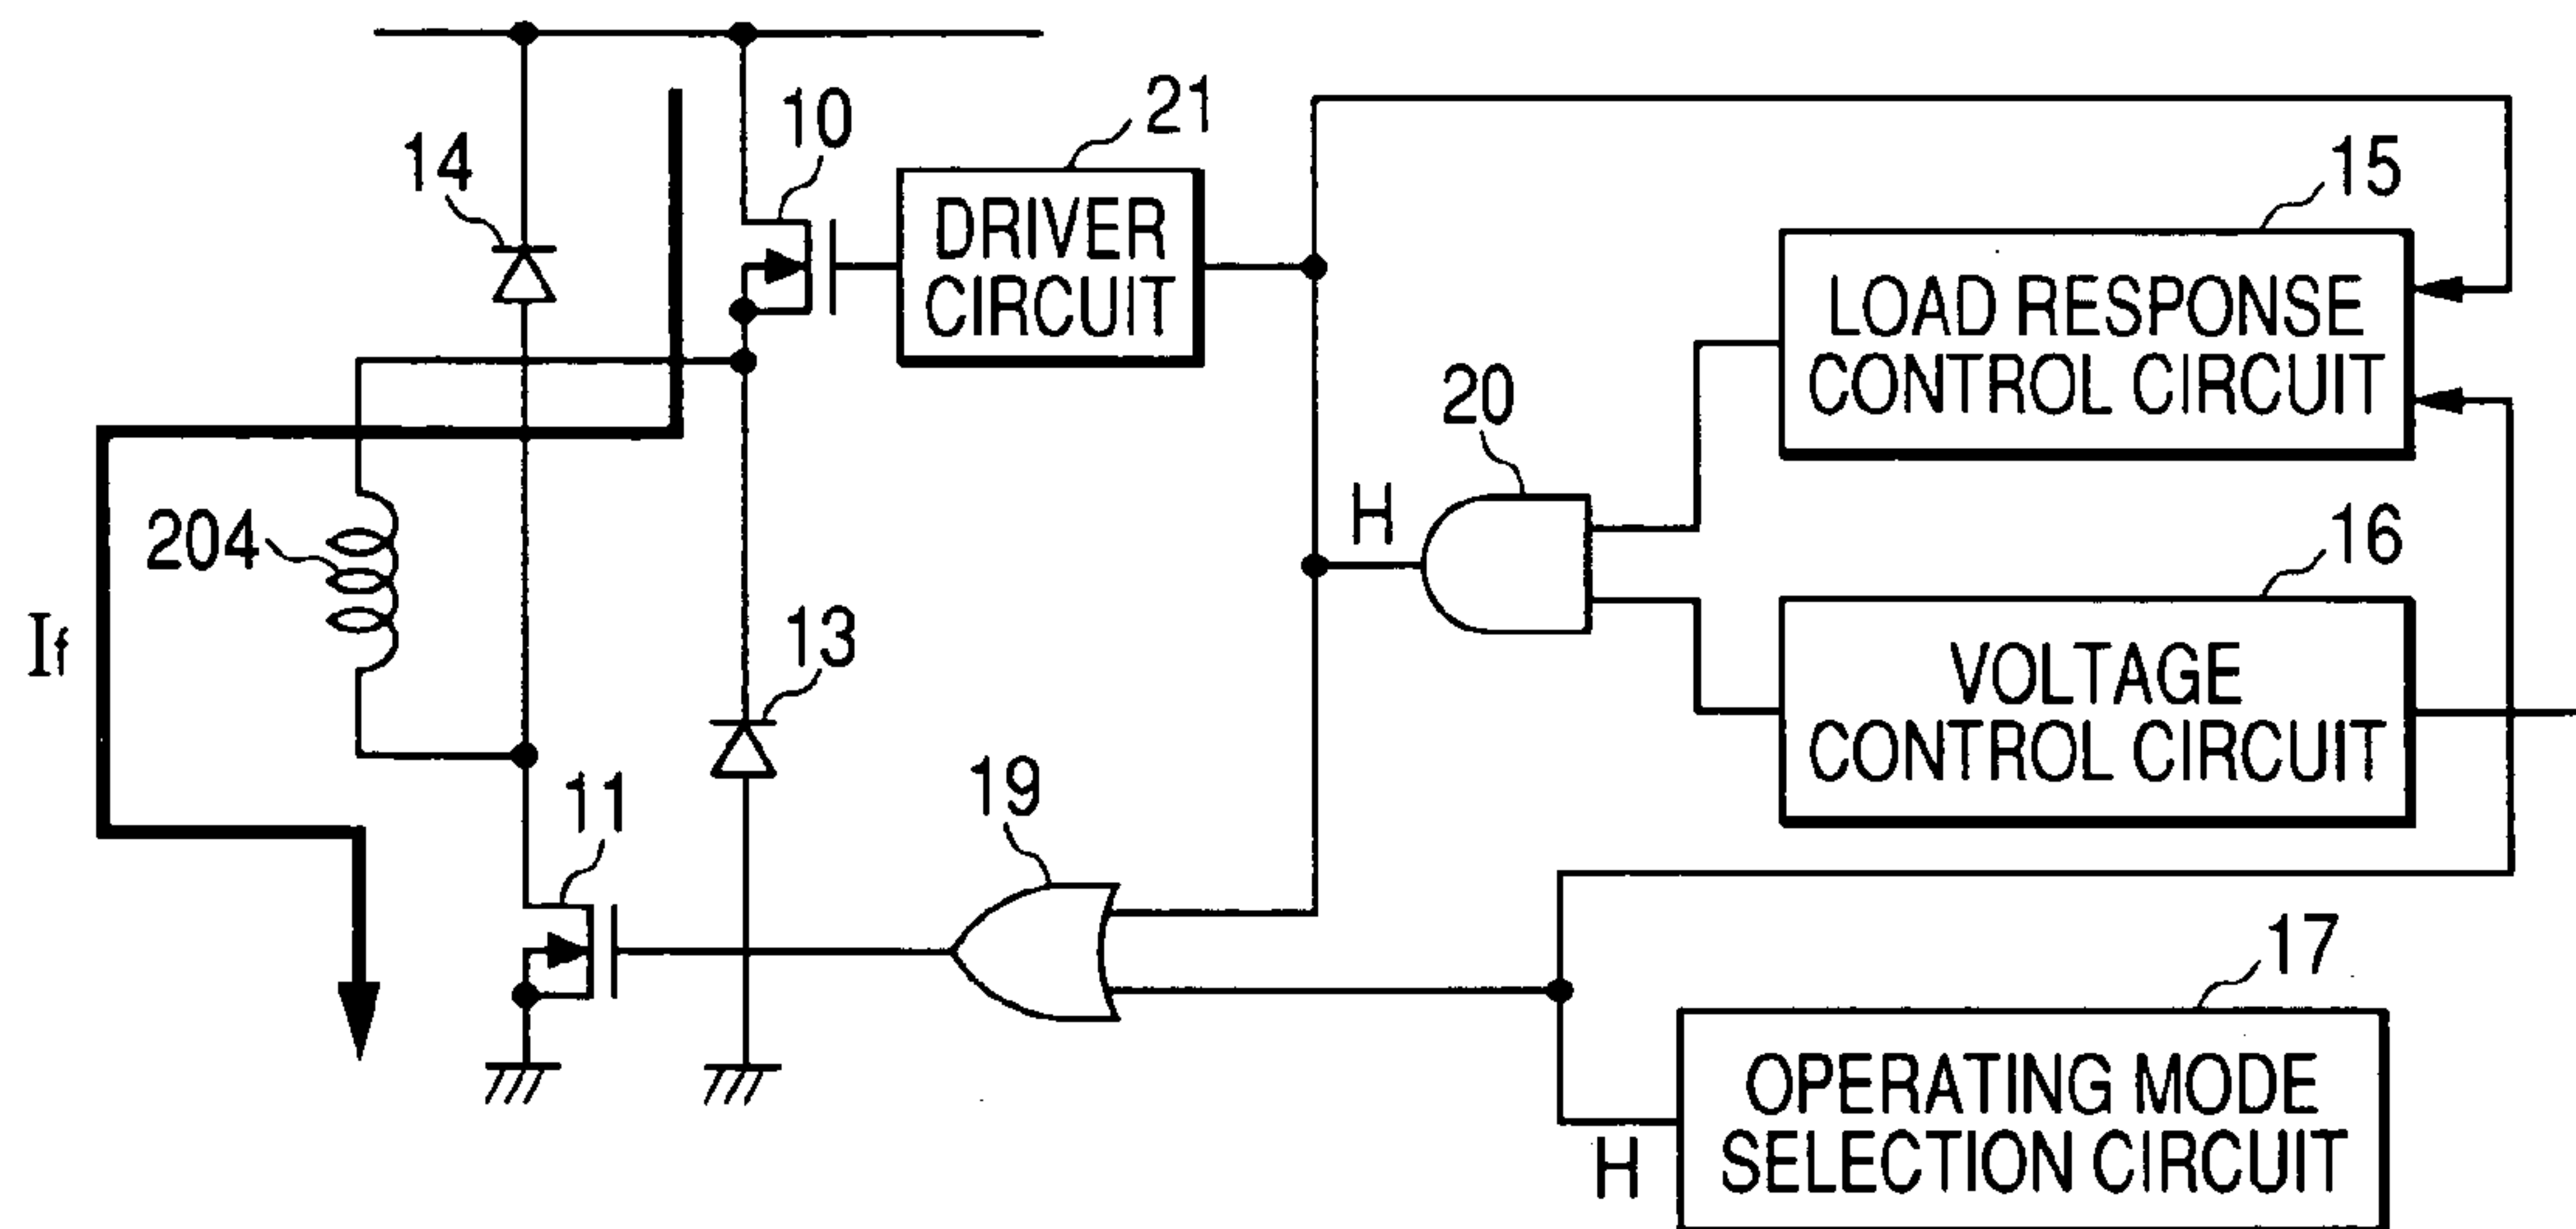 21
10
14
DRIVER
CIRCUIT
15
LOAD RESPONSE
CONTROL CIRCUIT
20
H
204
16
If
13
VOLTAGE
CONTROL CIRCUIT
19
11
17
OPERATING MODE
SELECTION CIRCUIT
H